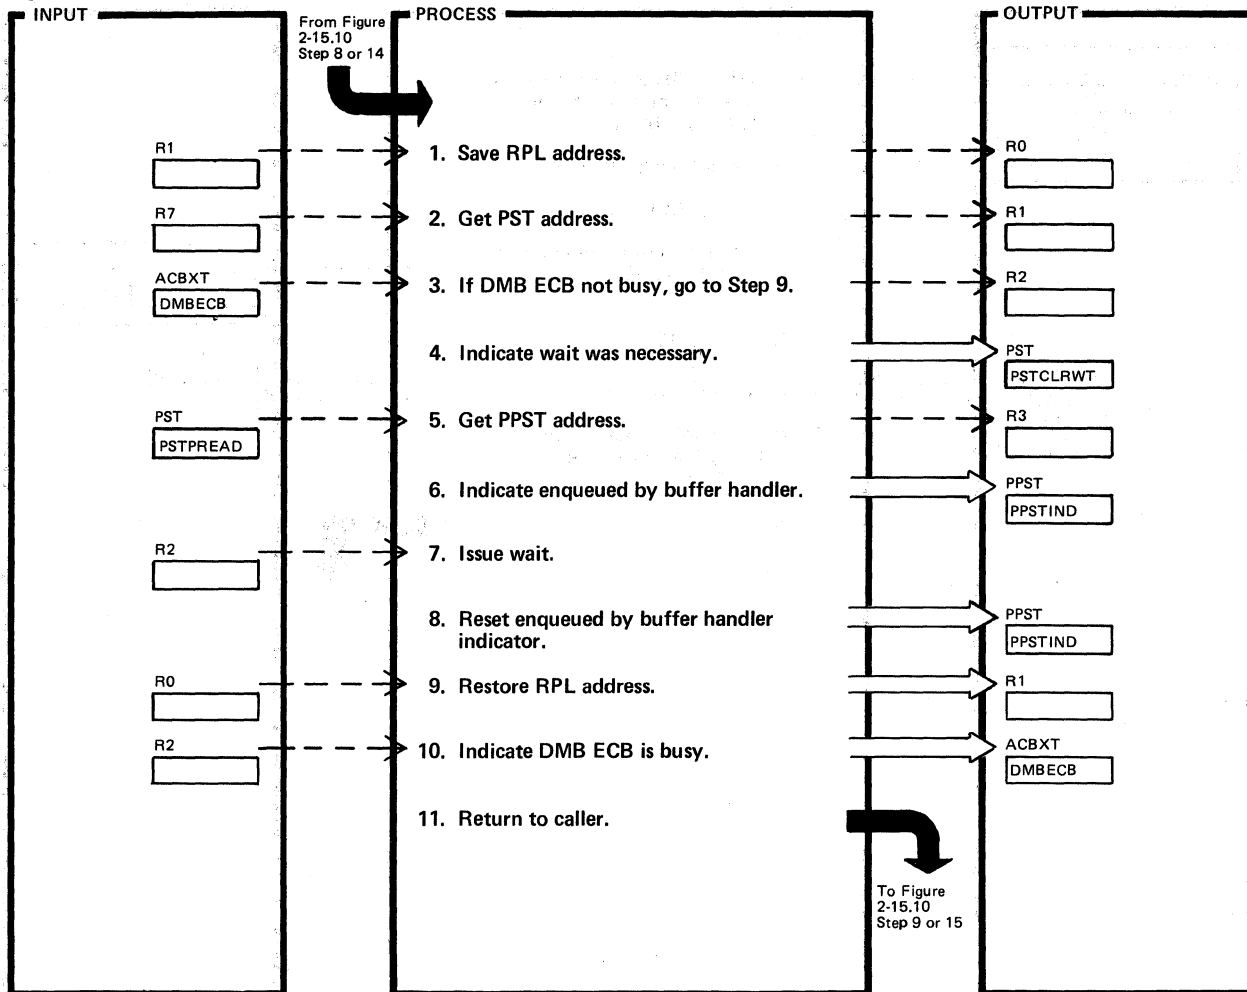 INPUT
From Figure
2-15.10
Step 8 or 14
PROCESS
OUTPUT
R1
1. Save RPL address.
R0
R7
2. Get PST address.
R1
ACBXT
DMBECB
3. If DMB ECB not busy, go to Step 9.
R2
4. Indicate wait was necessary.
PST
PSTCLRWT
PST
PSTPREAD
5. Get PPST address.
R3
6. Indicate enqueued by buffer handler.
PPST
PPSTIND
R2
7. Issue wait.
8. Reset enqueued by buffer handler
indicator.
PPST
PPSTIND
R0
9. Restore RPL address.
R1
R2
10. Indicate DMB ECB is busy.
ACBXT
DMBECB
11. Return to caller.
To Figure
2-15.10
Step 9 or 15